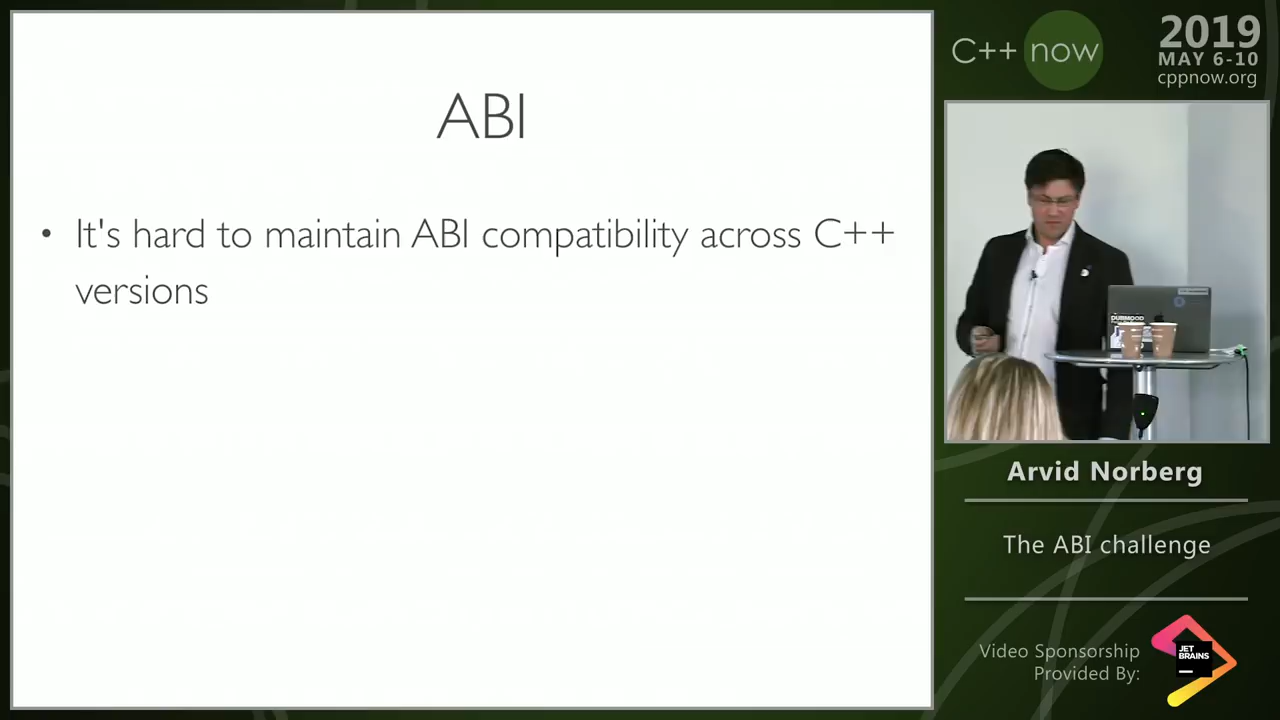 ABI
• It's hard to maintain ABI compatibility across C++
versions
C++ now
2019
MAY 6-10
cppnow.org
DUBMOOD
Arvid Norberg
The ABI challenge
Video Sponsorship
Provided By:
JET
BRAINS